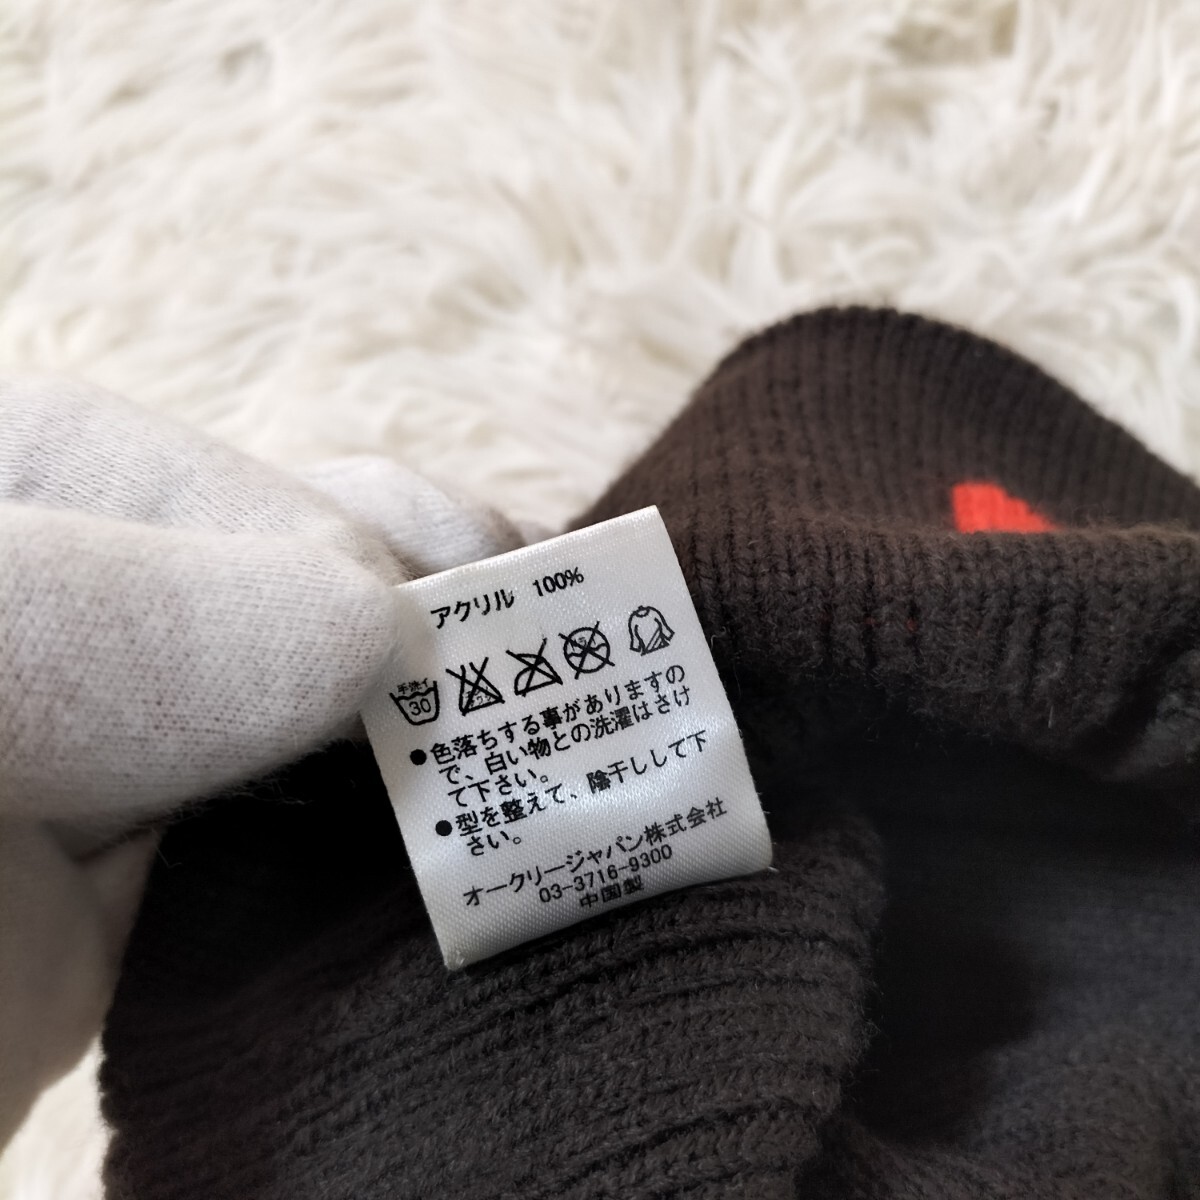 アクリル 100%
手洗イ
30
●色落ちする事がありますの
で、白い物との洗濯はさけ
て下さい。
●型を整えて、陰干しして下
さい。
オークリージャパン株式会社
03-3716-9300
中国製